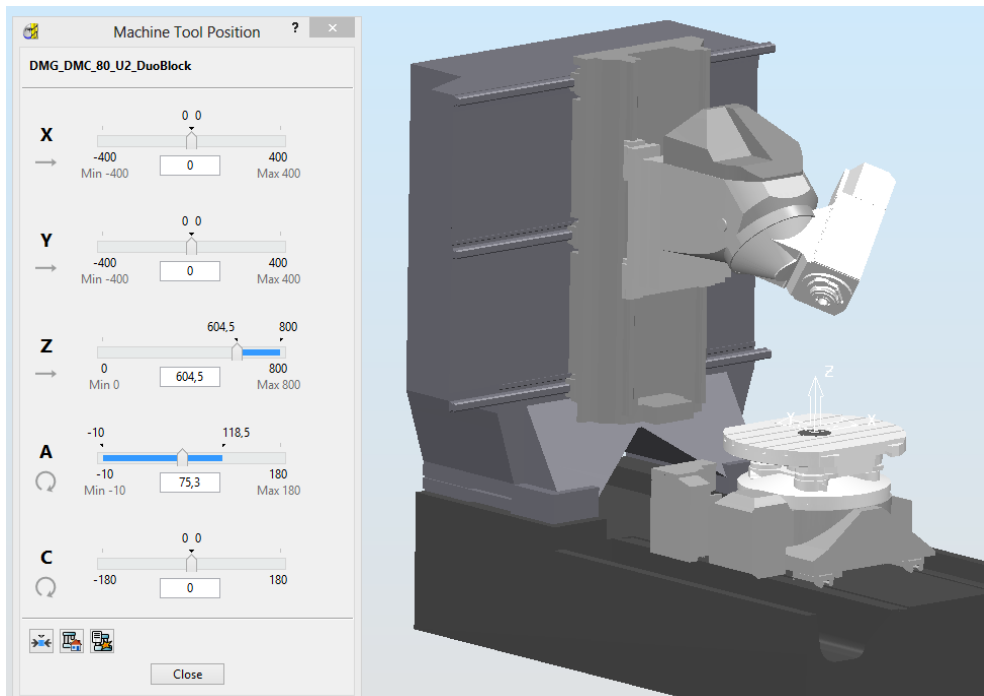 Machine Tool Position ? ×
DMG_DMC_80_U2_DuoBlock
0 0
X
-400 0 400
Min -400 Max 400
0 0
Y
-400 0 400
Min -400 Max 400
604,5 800
Z
0 604,5 800
Min 0 Max 800
-10 118,5
A
-10 75,3 180
Min -10 Max 180
0 0
C
-180 0 180
Close
Z
Y X